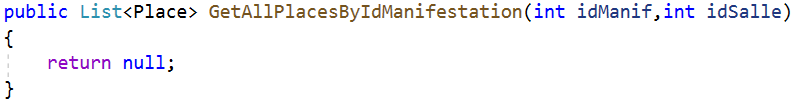 public List<Place> GetAllPlacesByIdManifestation(int idManif,int idSalle)
{
    return null;
}